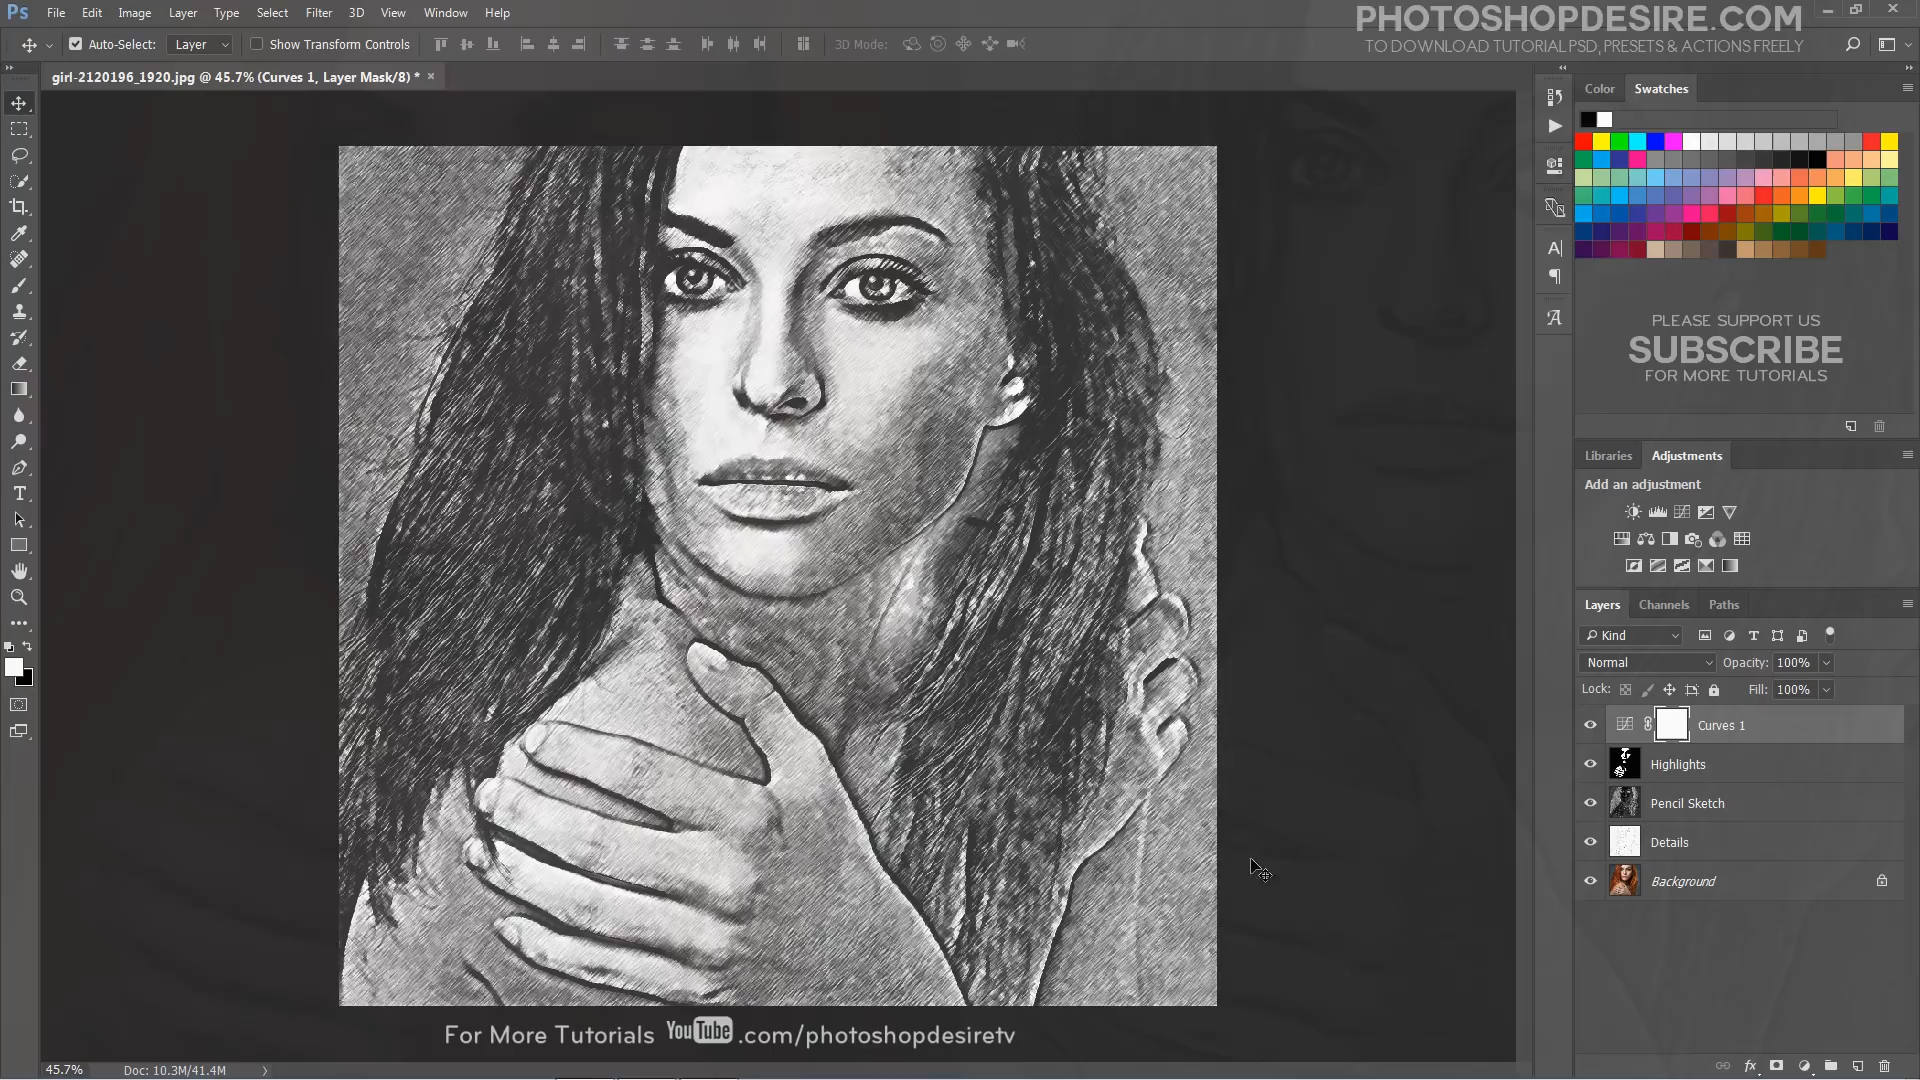 Ps File Edit Image Layer Type Select Filter 3D View Window Help
PHOTOSHOPDESIRE.COM
TO DOWNLOAD TUTORIAL PSD, PRESETS & ACTIONS FREELY
Auto-Select: Layer Show Transform Controls 3D Mode:
girl-2120196_1920.jpg @ 45.7% (Curves 1, Layer Mask/8) * ×
Color Swatches
PLEASE SUPPORT US
SUBSCRIBE
FOR MORE TUTORIALS
Libraries Adjustments
Add an adjustment
Layers Channels Paths
Kind
Normal Opacity: 100%
Lock: Fill: 100%
Curves 1
Highlights
Pencil Sketch
Details
Background
For More Tutorials YouTube .com/photoshopdesiretv
45.7% Doc: 10.3M/41.4M